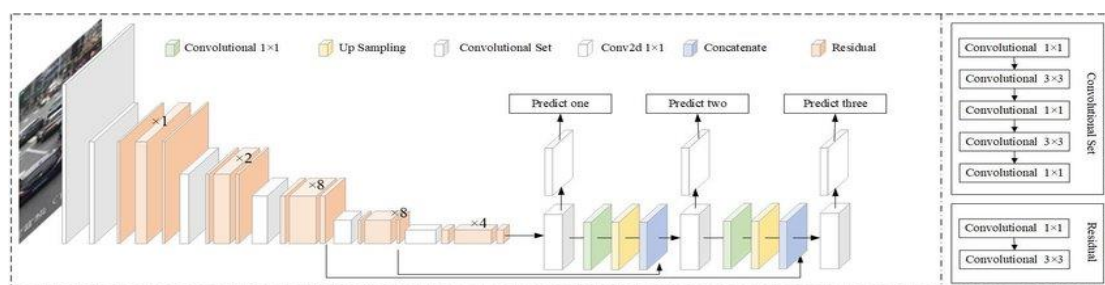 Convolutional 1×1
Up Sampling
Convolutional Set
Conv2d 1×1
Concatenate
Residual
×1
×2
×8
×8
×4
Predict one
Predict two
Predict three
Convolutional 1×1
Convolutional 3×3
Convolutional 1×1
Convolutional 3×3
Convolutional 1×1
Convolutional Set
Convolutional 1×1
Convolutional 3×3
Residual